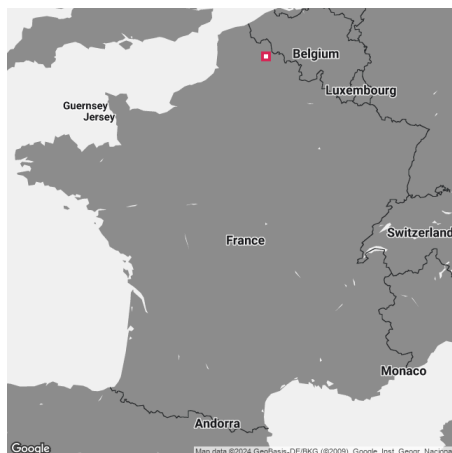 Belgium
Luxembourg
Guernsey
Jersey
Switzerland
France
Monaco
Andorra
Google
Map data ©2024 GeoBasis-DE/BKG (©2009), Google, Inst. Geogr. Nacional